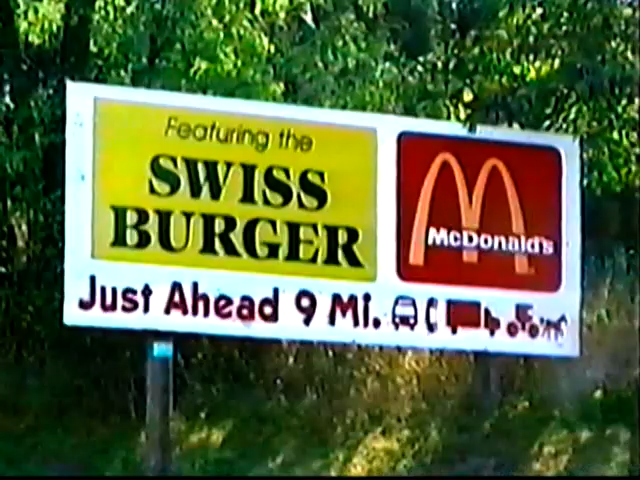 Featuring the
SWISS
BURGER
McDonald's
Just Ahead 9 Mi.